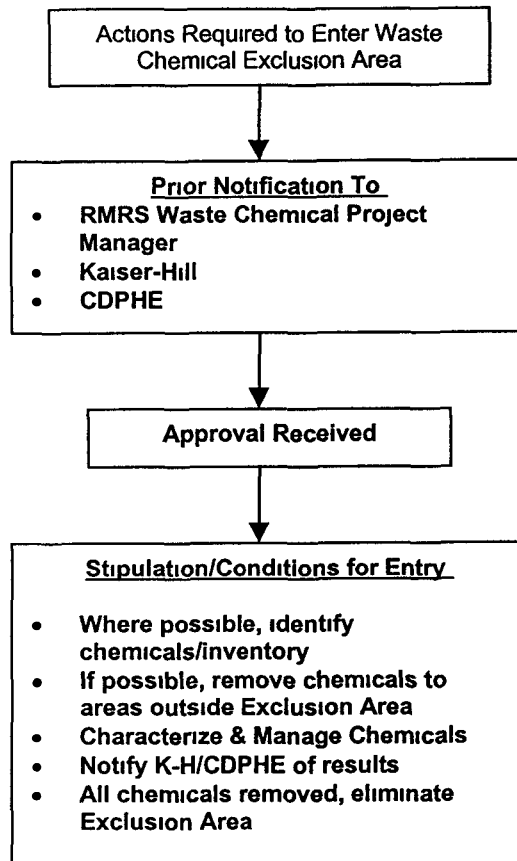 Actions Required to Enter Waste
Chemical Exclusion Area
Prior Notification To
• RMRS Waste Chemical Project
Manager
• Kaiser-Hill
• CDPHE
Approval Received
Stipulation/Conditions for Entry
• Where possible, identify
chemicals/inventory
• If possible, remove chemicals to
areas outside Exclusion Area
• Characterize & Manage Chemicals
• Notify K-H/CDPHE of results
• All chemicals removed, eliminate
Exclusion Area